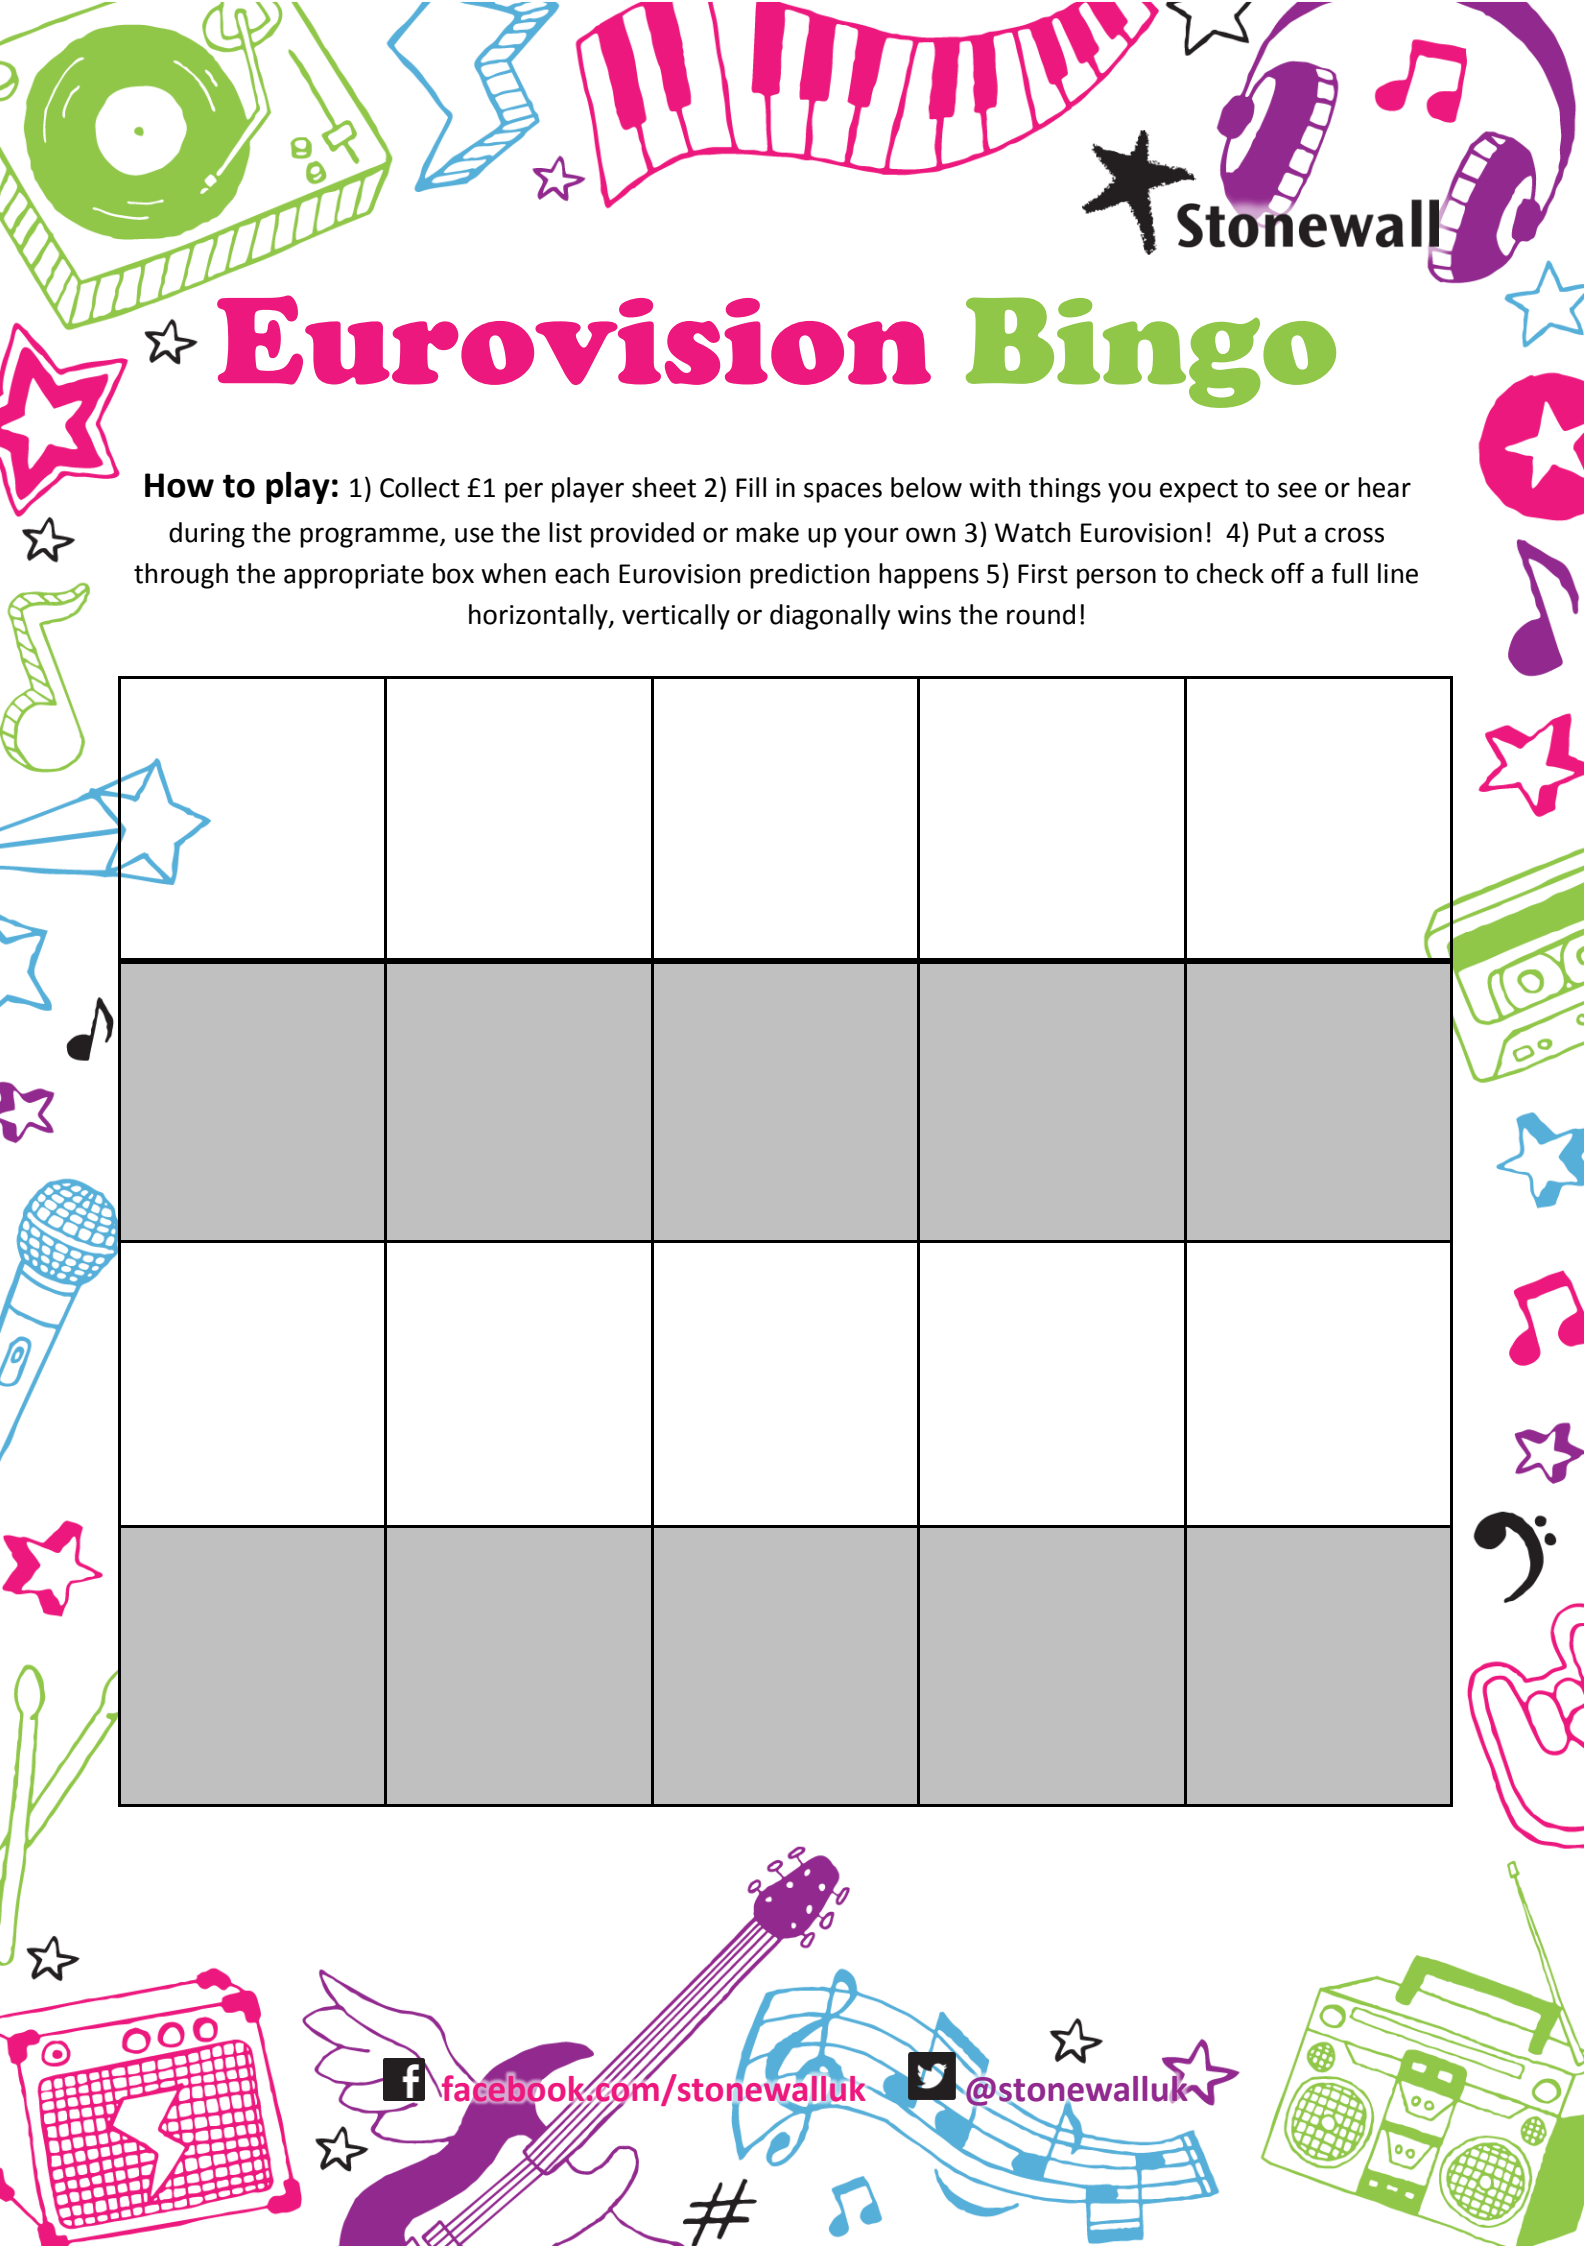 Stonewall
Eurovision Bingo
How to play: 1) Collect £1 per player sheet 2) Fill in spaces below with things you expect to see or hear
during the programme, use the list provided or make up your own 3) Watch Eurovision!  4) Put a cross
through the appropriate box when each Eurovision prediction happens 5) First person to check off a full line
horizontally, vertically or diagonally wins the round!
facebook.com/stonewalluk @stonewalluk